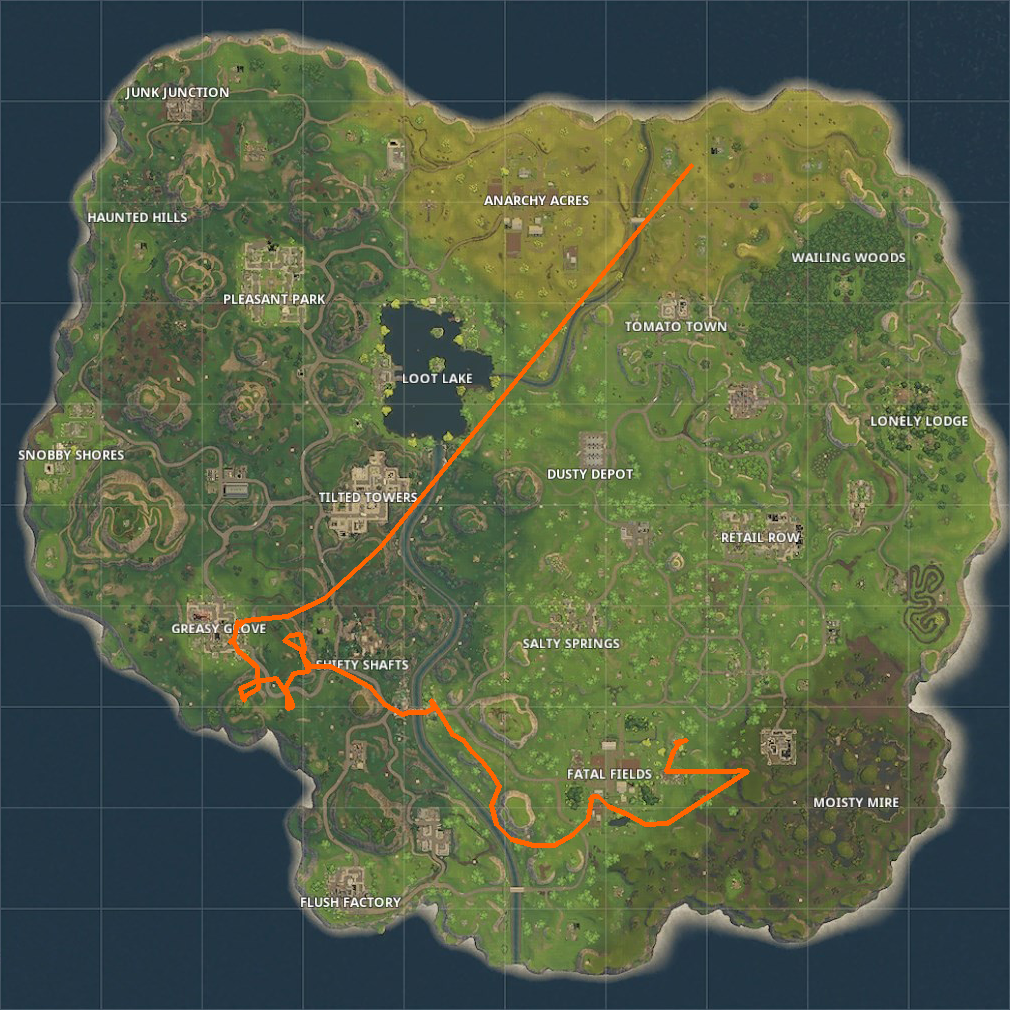 JUNK JUNCTION
ANARCHY ACRES
HAUNTED HILLS
WAILING WOODS
PLEASANT PARK
TOMATO TOWN
LOOT LAKE
LONELY LODGE
SNOBBY SHORES
DUSTY DEPOT
TILTED TOWERS
RETAIL ROW
GREASY GROVE
SALTY SPRINGS
SHIFTY SHAFTS
FATAL FIELDS
MOISTY MIRE
FLUSH FACTORY